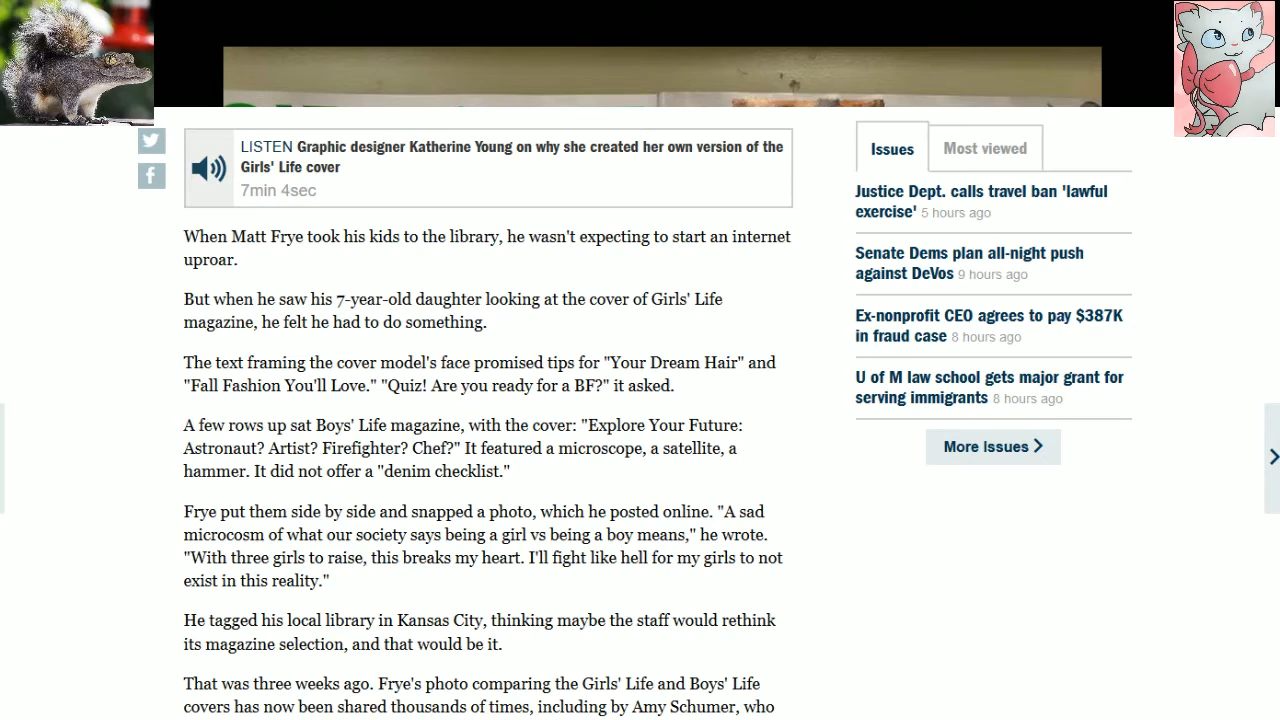 LISTEN Graphic designer Katherine Young on why she created her own version of the
Girls' Life cover
7min 4sec
When Matt Frye took his kids to the library, he wasn't expecting to start an internet
uproar.
But when he saw his 7-year-old daughter looking at the cover of Girls' Life
magazine, he felt he had to do something.
The text framing the cover model's face promised tips for "Your Dream Hair" and
"Fall Fashion You'll Love." "Quiz! Are you ready for a BF?" it asked.
A few rows up sat Boys' Life magazine, with the cover: "Explore Your Future:
Astronaut? Artist? Firefighter? Chef?" It featured a microscope, a satellite, a
hammer. It did not offer a "denim checklist."
Frye put them side by side and snapped a photo, which he posted online. "A sad
microcosm of what our society says being a girl vs being a boy means," he wrote.
"With three girls to raise, this breaks my heart. I'll fight like hell for my girls to not
exist in this reality."
He tagged his local library in Kansas City, thinking maybe the staff would rethink
its magazine selection, and that would be it.
That was three weeks ago. Frye's photo comparing the Girls' Life and Boys' Life
covers has now been shared thousands of times, including by Amy Schumer, who
Issues
Most viewed
Justice Dept. calls travel ban 'lawful
exercise' 5 hours ago
Senate Dems plan all-night push
against DeVos 9 hours ago
Ex-nonprofit CEO agrees to pay $387K
in fraud case 8 hours ago
U of M law school gets major grant for
serving immigrants 8 hours ago
More Issues